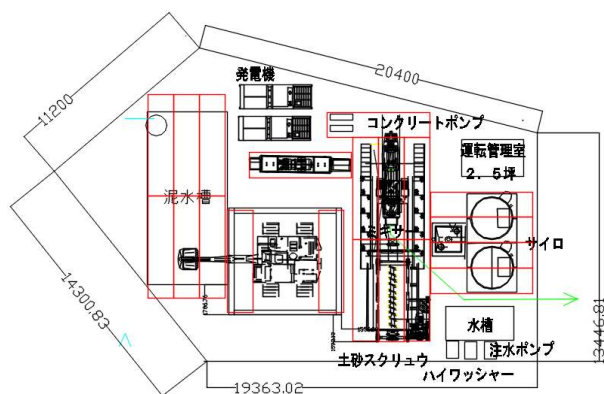 20400
11200
発電機
コンクリートポンプ
運転管理室
2．5坪
泥水槽
ミキサー
サイロ
14300.83
13446.81
水槽
注水ポンプ
土砂スクリュウ
ハイワッシャー
19363.02